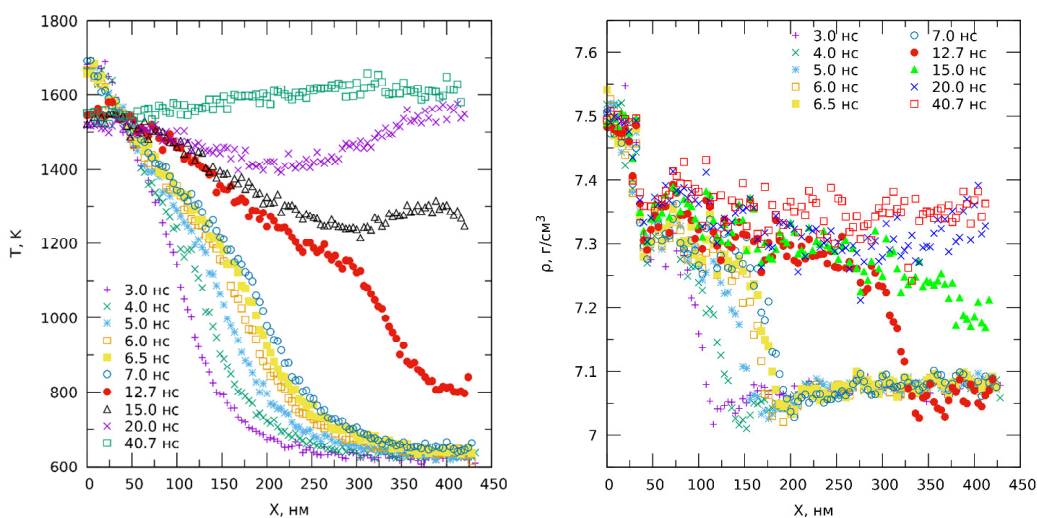 1800
1600
1400
1200
1000
800
600
T, K
3.0 нс
4.0 нс
5.0 нс
6.0 нс
6.5 нс
7.0 нс
12.7 нс
15.0 нс
20.0 нс
40.7 нс
0 50 100 150 200 250 300 350 400 450
X, нм
7.6
7.5
7.4
7.3
7.2
7.1
7
ρ, г/см³
3.0 нс
4.0 нс
5.0 нс
6.0 нс
6.5 нс
7.0 нс
12.7 нс
15.0 нс
20.0 нс
40.7 нс
0 50 100 150 200 250 300 350 400 450
X, нм